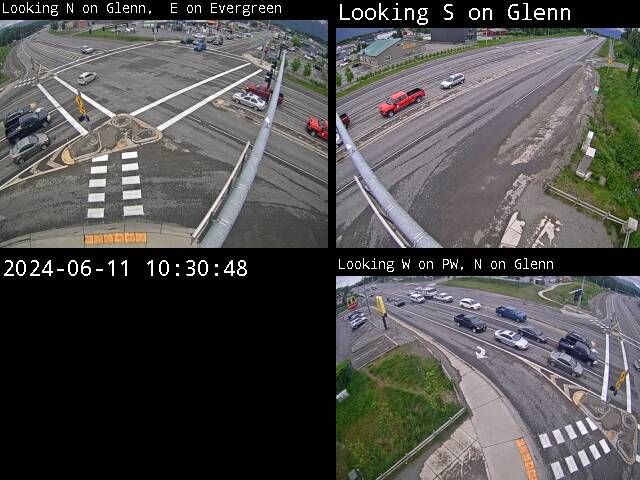 Looking N on Glenn,  E on Evergreen
Looking S on Glenn
2024-06-11 10:30:48
Looking W on PW, N on Glenn